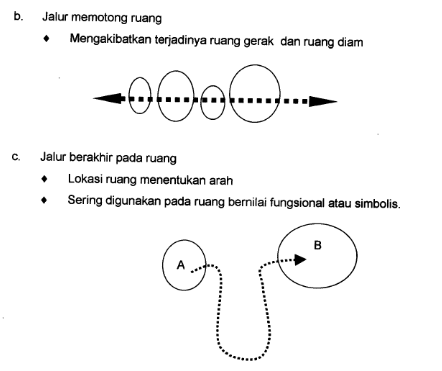 b. Jalur memotong ruang
♦ Mengakibatkan terjadinya ruang gerak dan ruang diam
c. Jalur berakhir pada ruang
♦ Lokasi ruang menentukan arah
♦ Sering digunakan pada ruang bernilai fungsional atau simbolis.
A
B